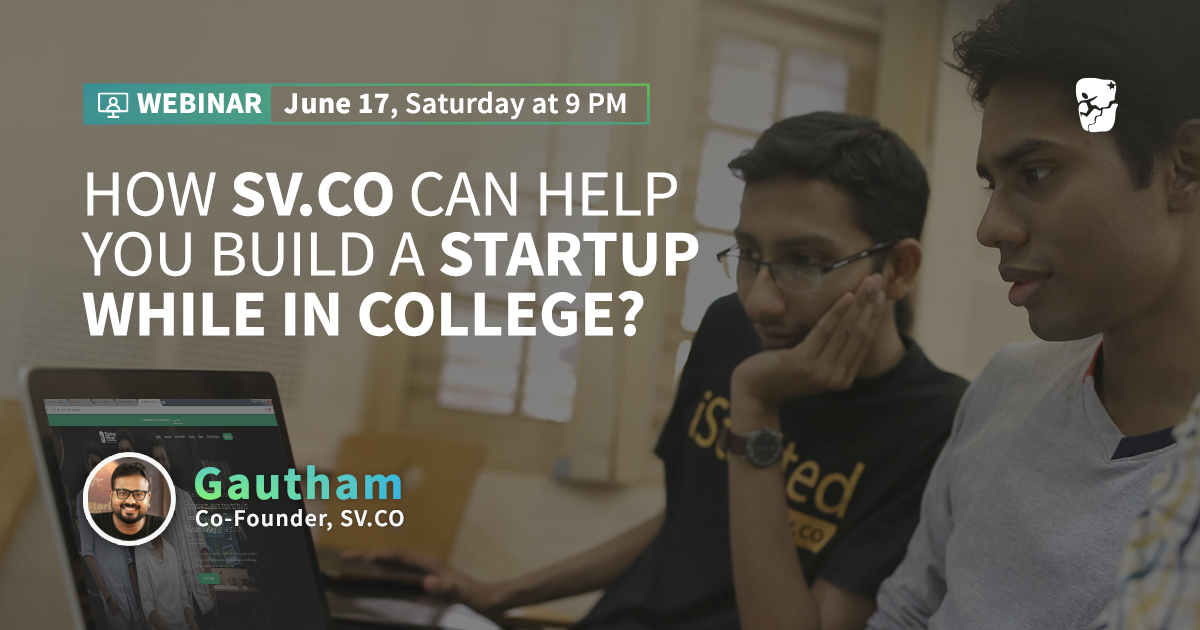 WEBINAR June 17, Saturday at 9 PM
HOW SV.CO CAN HELP
YOU BUILD A STARTUP
WHILE IN COLLEGE?
Gautham
Co-Founder, SV.CO
.CO